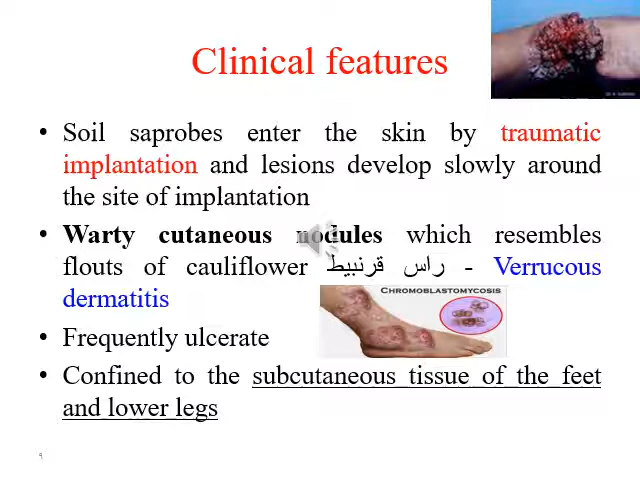 Clinical features
• Soil saprobes enter the skin by traumatic
implantation and lesions develop slowly around
the site of implantation
• Warty cutaneous nodules which resembles
flouts of cauliflower راس قرنبيط - Verrucous
dermatitis
CHROMOBLASTOMYCOSIS
• Frequently ulcerate
• Confined to the subcutaneous tissue of the feet
and lower legs
٩